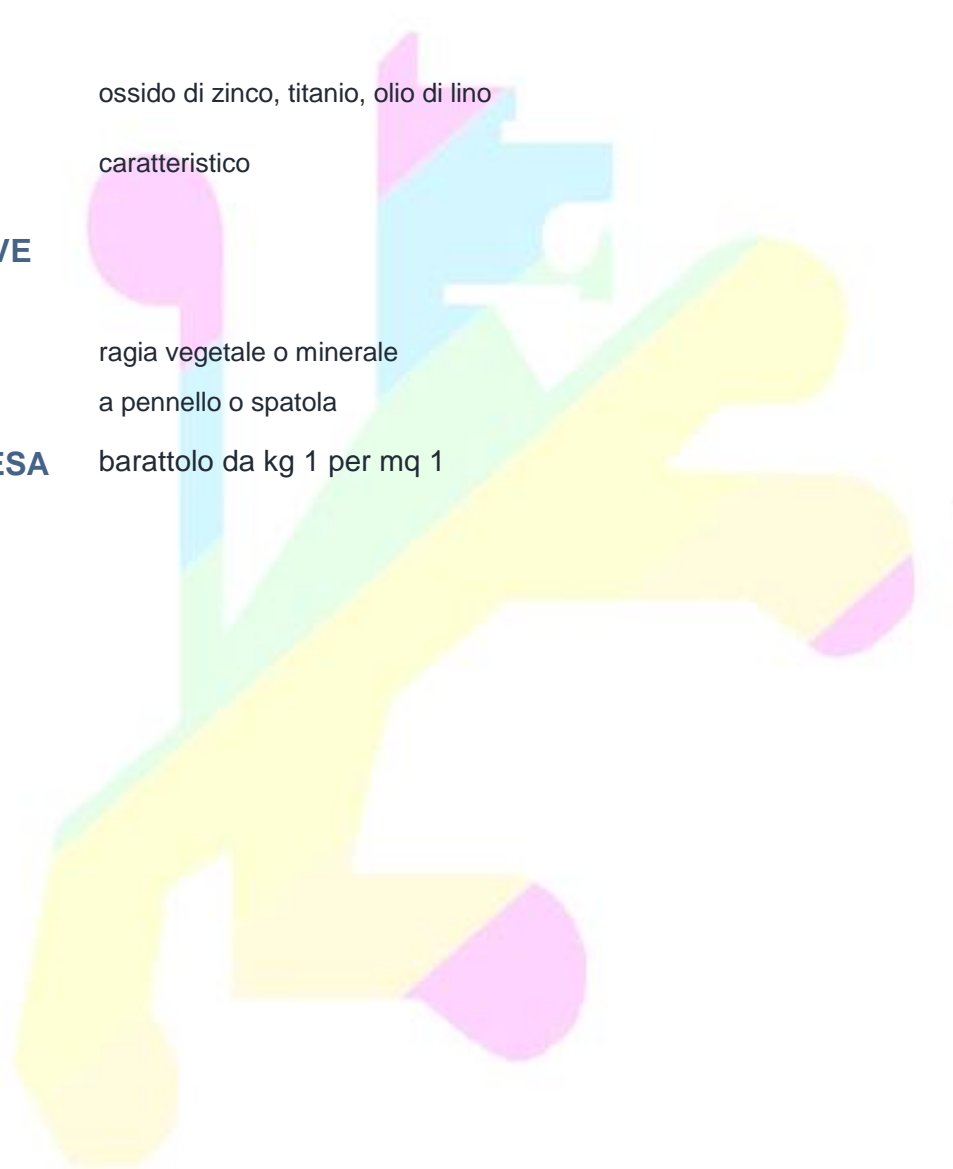 ossido di zinco, titanio, olio di lino
caratteristico
VE
ragia vegetale o minerale
a pennello o spatola
ESA barattolo da kg 1 per mq 1